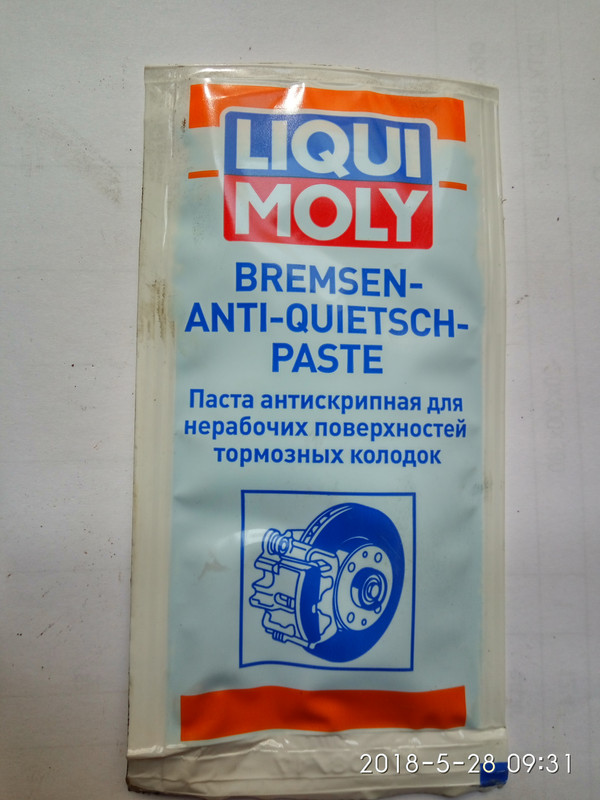 LIQUI
MOLY
BREMSEN-
ANTI-QUIETSCH-
PASTE
Паста антискрипная для
нерабочих поверхностей
тормозных колодок
2018-5-28 09:31